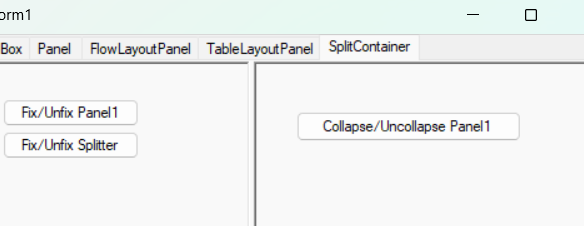 orm1
Box Panel FlowLayoutPanel TableLayoutPanel SplitContainer
Fix/Unfix Panel1
Fix/Unfix Splitter
Collapse/Uncollapse Panel1